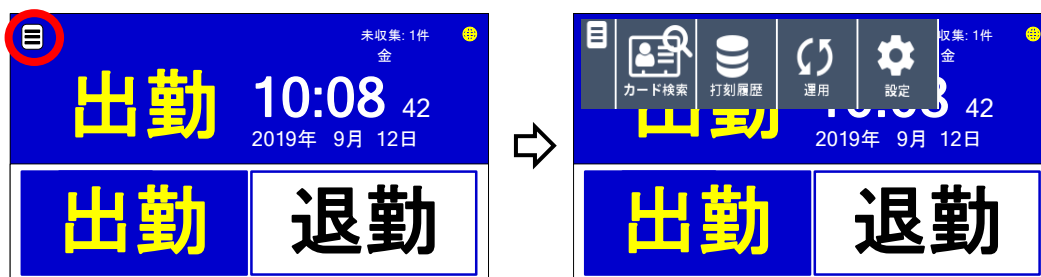 未収集: 1件
金
出勤
10:08 42
2019年 9月 12日
出勤 退勤
収集: 1件
金
カード検索 打刻履歴 運用 設定
出勤
10:08 42
2019年 9月 12日
出勤 退勤